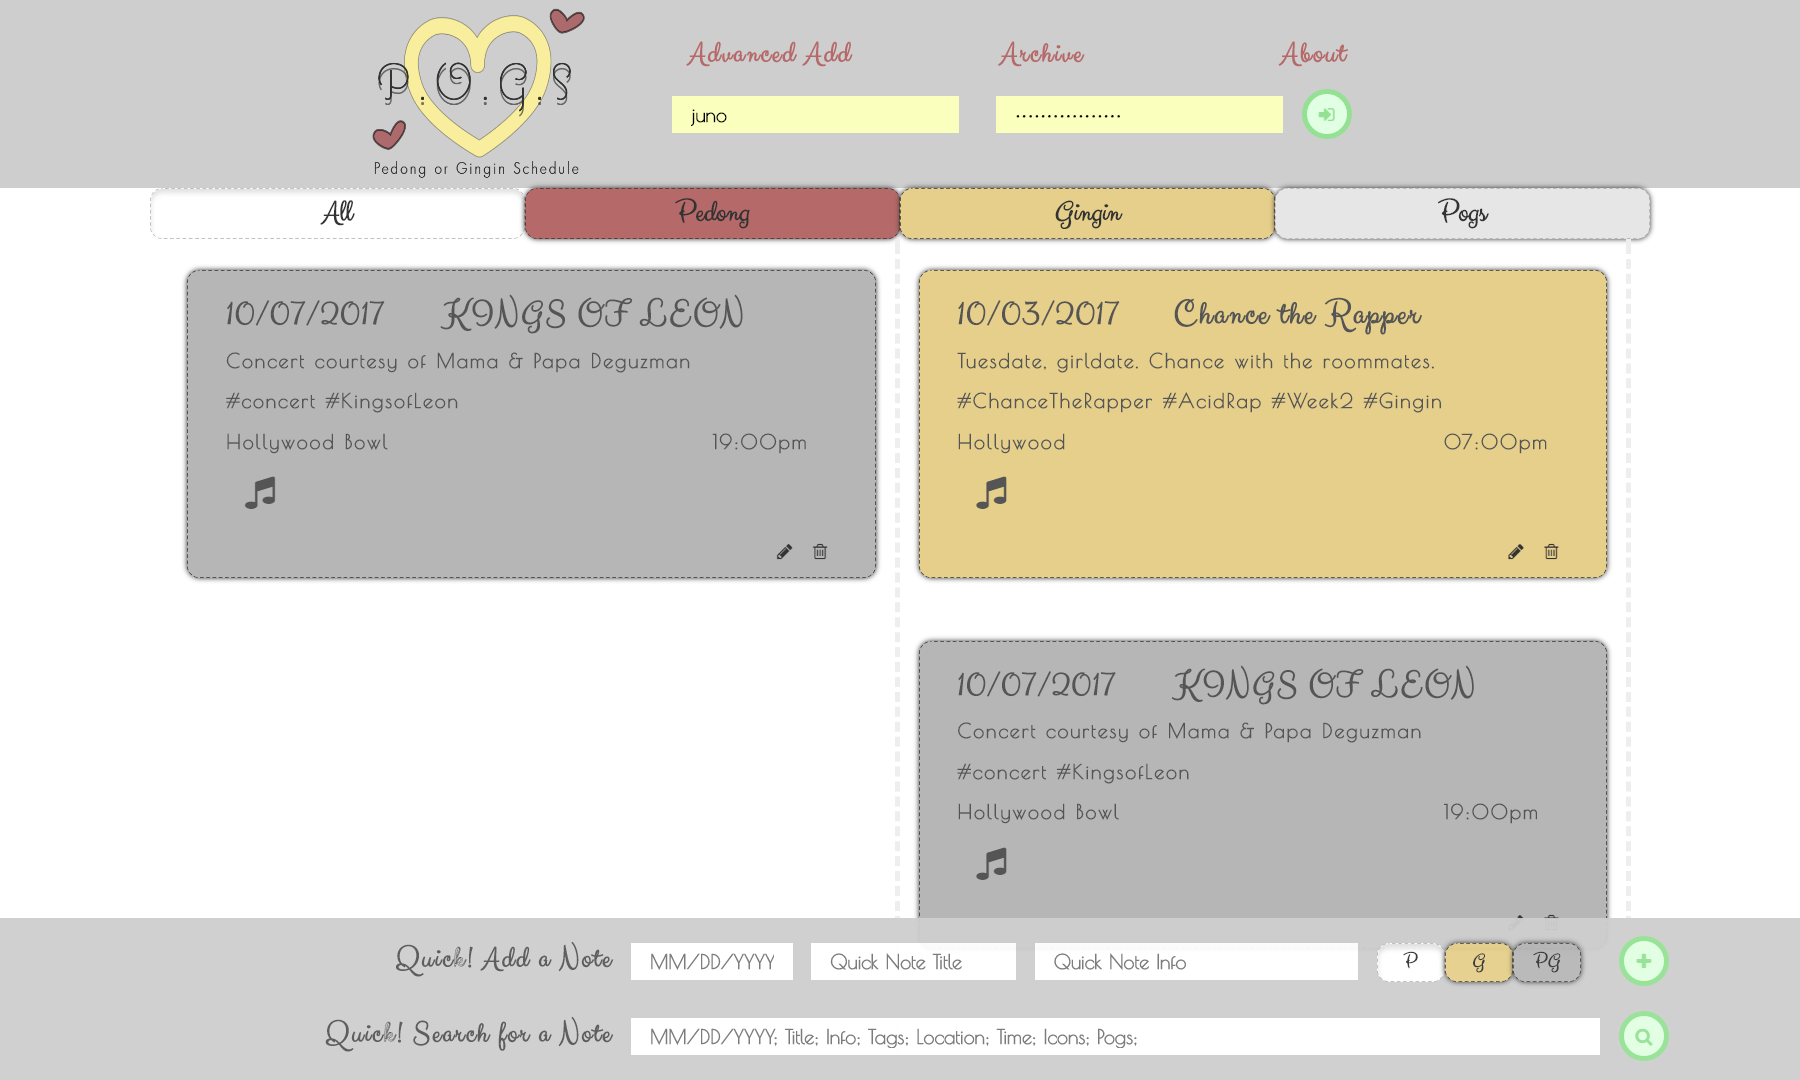 P.O.G.S
Pedong or Gingin Schedule
Advanced Add
Archive
About
juno
•••••••••••••••••
All
Pedong
Gingin
Pogs
10/07/2017 KINGS OF LEON
Concert courtesy of Mama & Papa Deguzman
#concert #KingsofLeon
Hollywood Bowl 19:00pm
10/03/2017 Chance the Rapper
Tuesdate, girldate. Chance with the roommates.
#ChanceTheRapper #AcidRap #Week2 #Gingin
Hollywood 07:00pm
10/07/2017 KINGS OF LEON
Concert courtesy of Mama & Papa Deguzman
#concert #KingsofLeon
Hollywood Bowl 19:00pm
Quick! Add a Note MM/DD/YYYY Quick Note Title Quick Note Info P G PG
Quick! Search for a Note MM/DD/YYYY; Title; Info; Tags; Location; Time; Icons; Pogs;